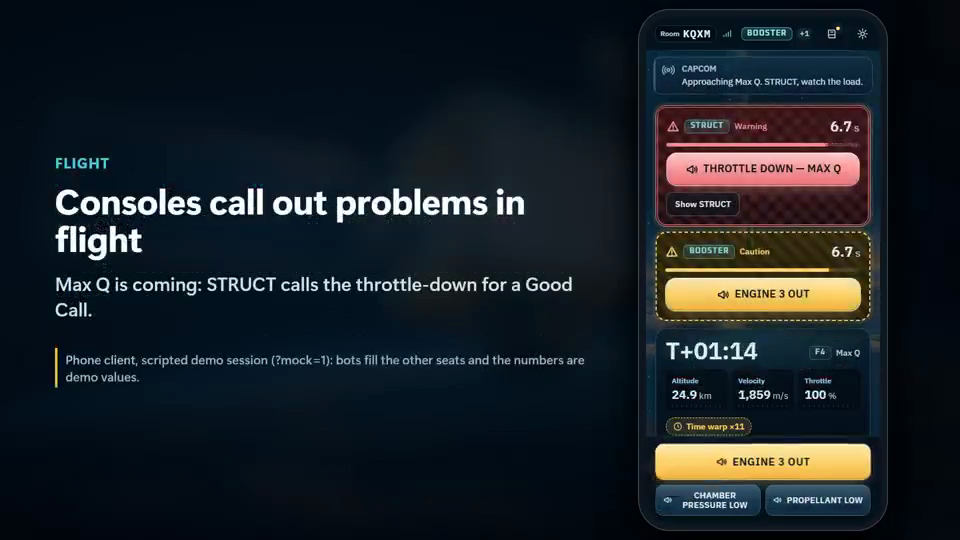 FLIGHT
Consoles call out problems in
flight
Max Q is coming: STRUCT calls the throttle-down for a Good
Call.
Phone client, scripted demo session (?mock=1): bots fill the other seats and the numbers are
demo values.
Room KQXM BOOSTER +1
CAPCOM
Approaching Max Q. STRUCT, watch the load.
STRUCT Warning 6.7 s
THROTTLE DOWN — MAX Q
Show STRUCT
BOOSTER Caution 6.7 s
ENGINE 3 OUT
T+01:14 F4 Max Q
Altitude Velocity Throttle
24.9 km 1,859 m/s 100 %
Time warp ×11
ENGINE 3 OUT
CHAMBER
PRESSURE LOW
PROPELLANT LOW